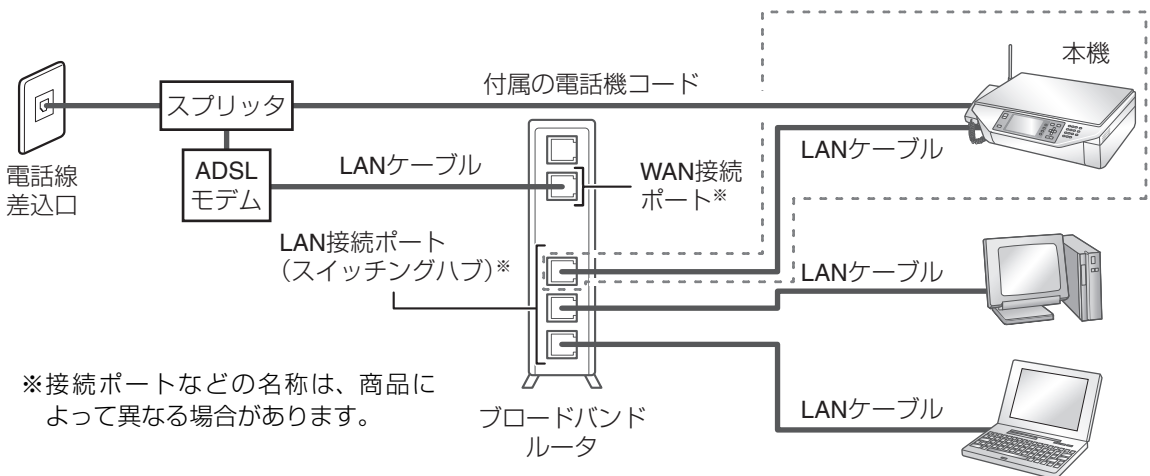 本機
付属の電話機コード
スプリッタ
LANケーブル
電話線
差込口
ADSL
モデム
LANケーブル
WAN接続
ポート※
LAN接続ポート
（スイッチングハブ）※
LANケーブル
※接続ポートなどの名称は、商品に
よって異なる場合があります。
ブロードバンド
ルータ
LANケーブル